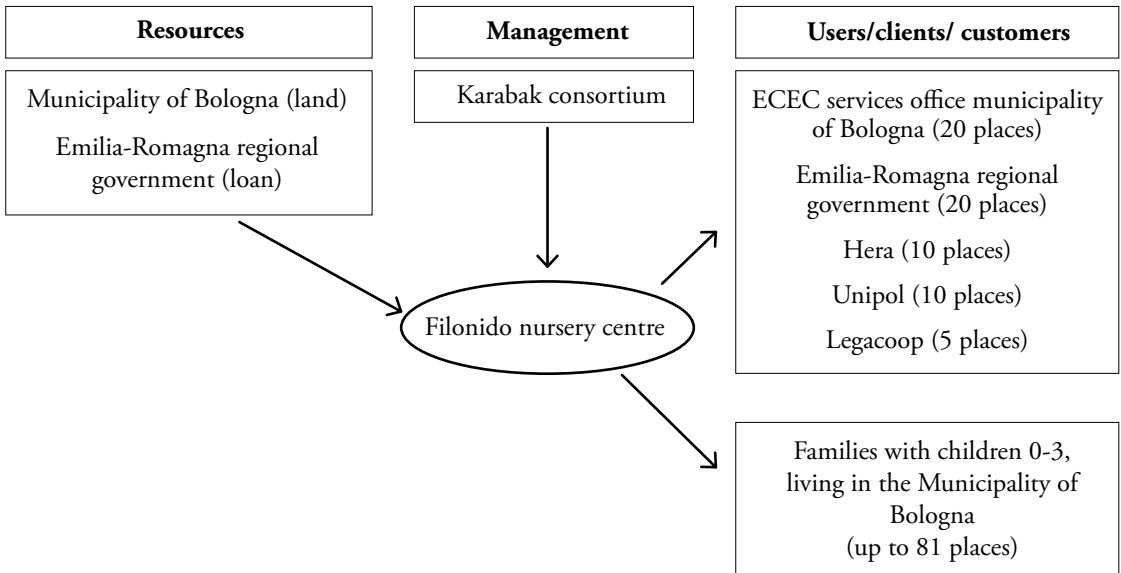 Resources
Municipality of Bologna (land)
Emilia-Romagna regional
government (loan)
Management
Karabak consortium
Filonido nursery centre
Users/clients/ customers
ECEC services office municipality
of Bologna (20 places)
Emilia-Romagna regional
government (20 places)
Hera (10 places)
Unipol (10 places)
Legacoop (5 places)
Families with children 0-3,
living in the Municipality of
Bologna
(up to 81 places)